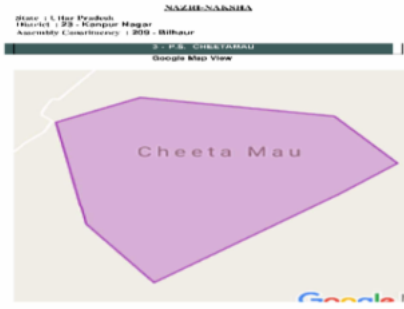 NAZRI-NAKSHA
State : Uttar Pradesh
District : 23 - Kanpur Nagar
Assembly Constituency : 209 - Bilhaur
3 - P.S. CHEETAMAU
Google Map View
Cheeta Mau
Google